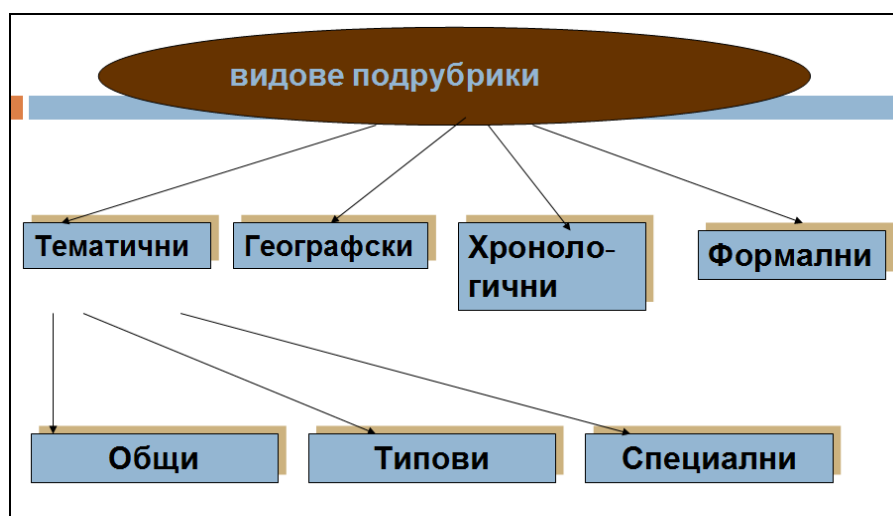 видове подрубрики
Тематични
Географски
Хроноло-
гични
Формални
Общи
Типови
Специални